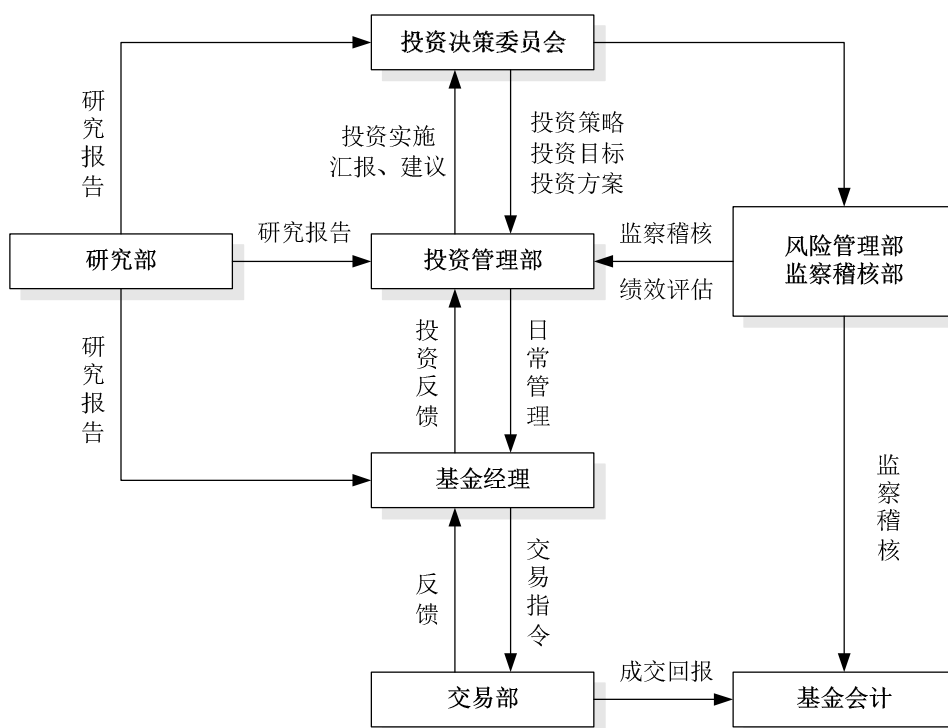 投资决策委员会
研究报告
投资实施
汇报、建议
投资策略
投资目标
投资方案
研究部
研究报告
投资管理部
监察稽核
绩效评估
风险管理部
监察稽核部
研究报告
投资反馈
日常管理
基金经理
监察稽核
反馈
交易指令
交易部
成交回报
基金会计